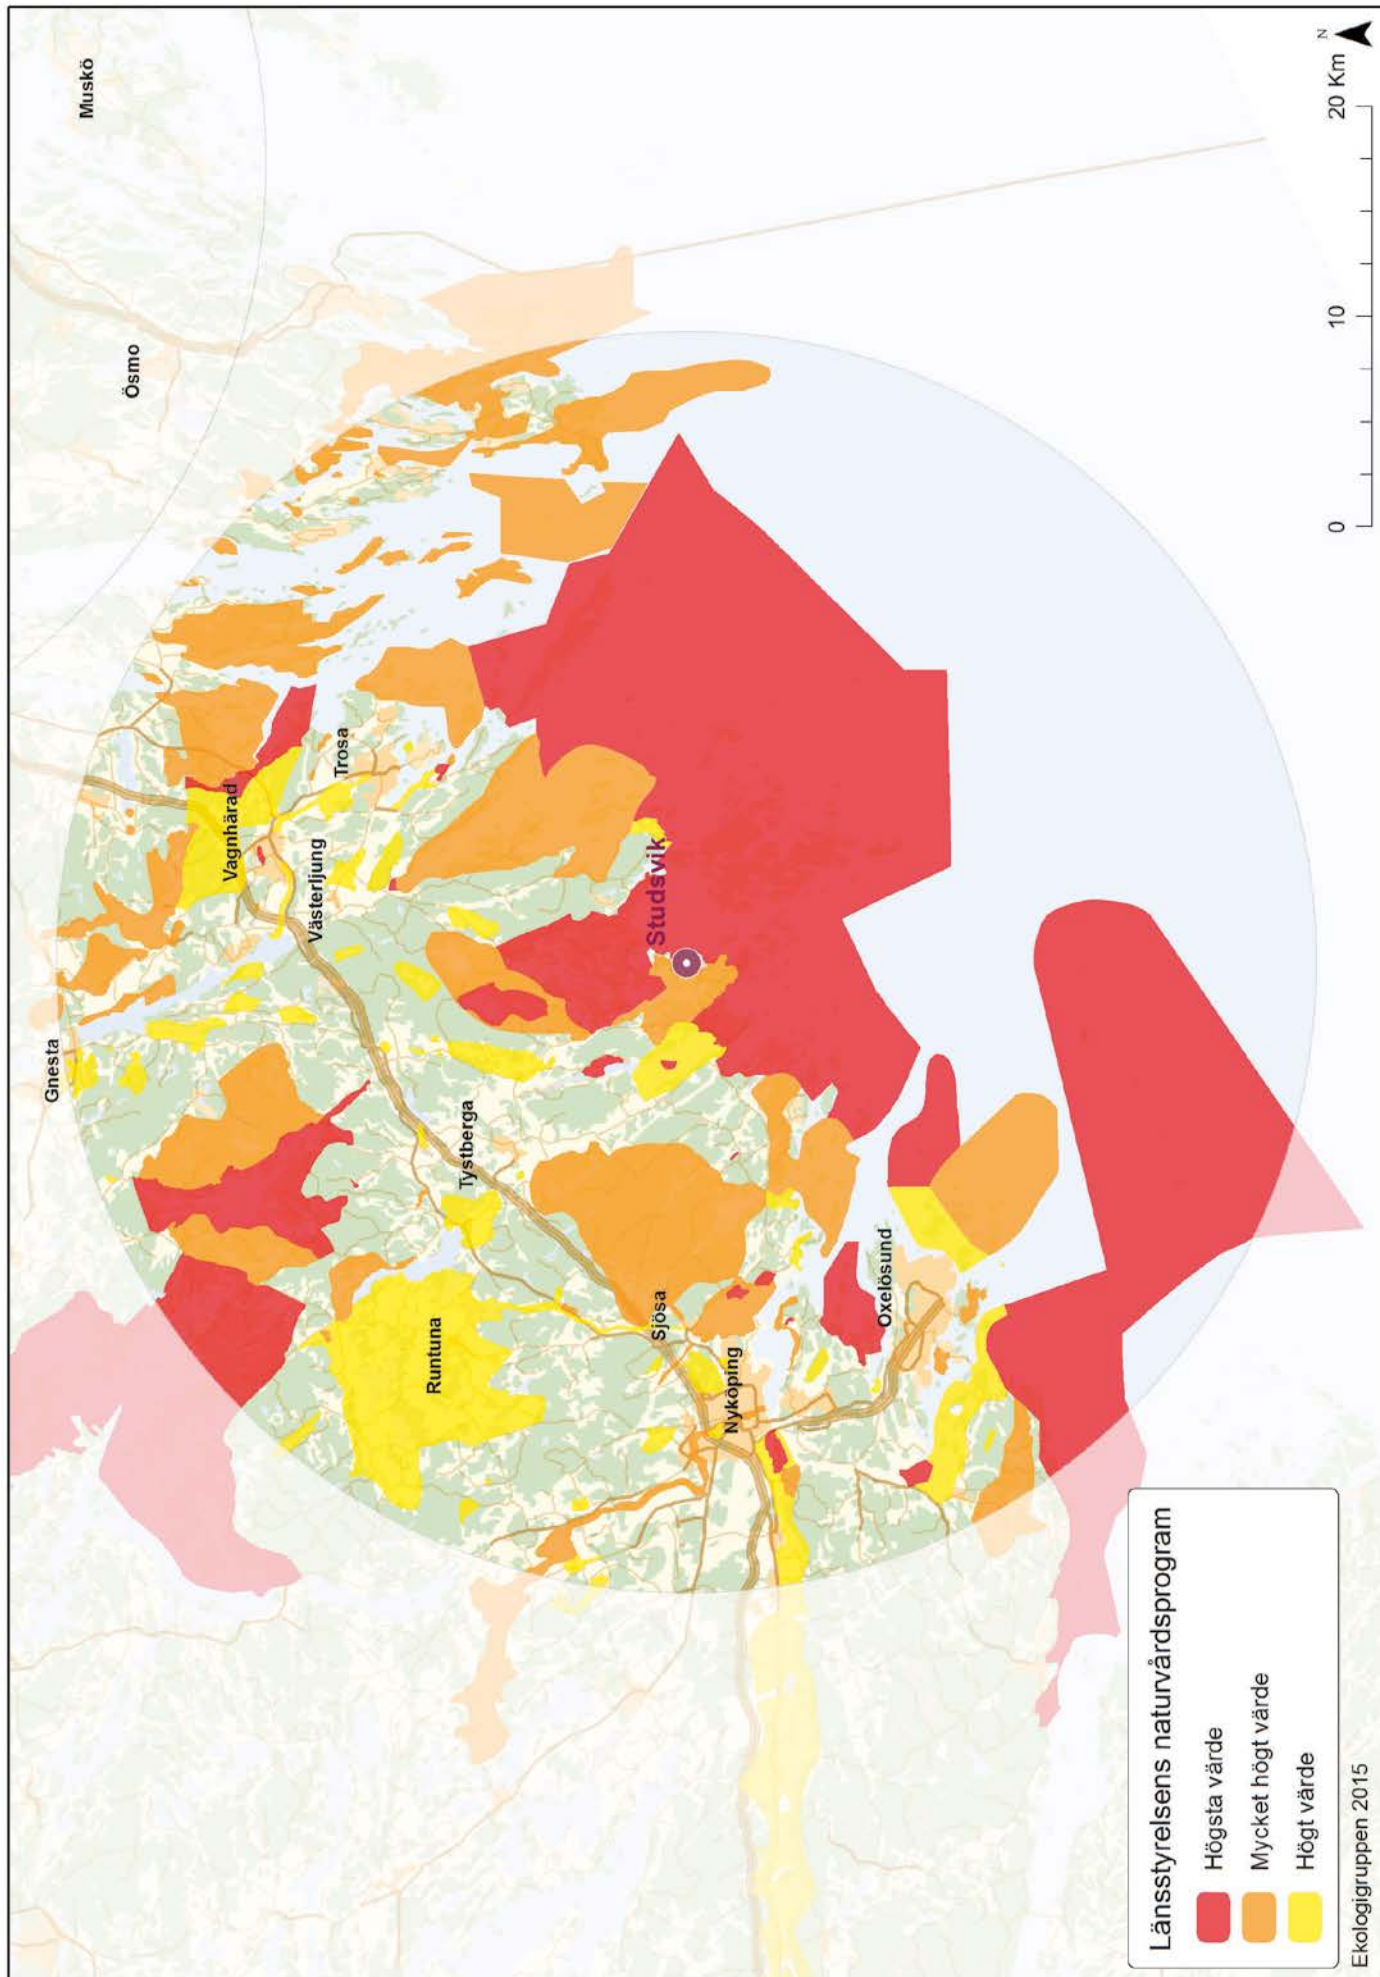 Muskö
Ösmo
Gnesta
Vagnhärad
Trosa
Västerljung
Tystberga
Studsvik
Runtuna
Sjösa
Nyköping
Oxelösund
N
0 10 20 Km
Länsstyrelsens naturvårdsprogram
Högsta värde
Mycket högt värde
Högt värde
Ekologigruppen 2015